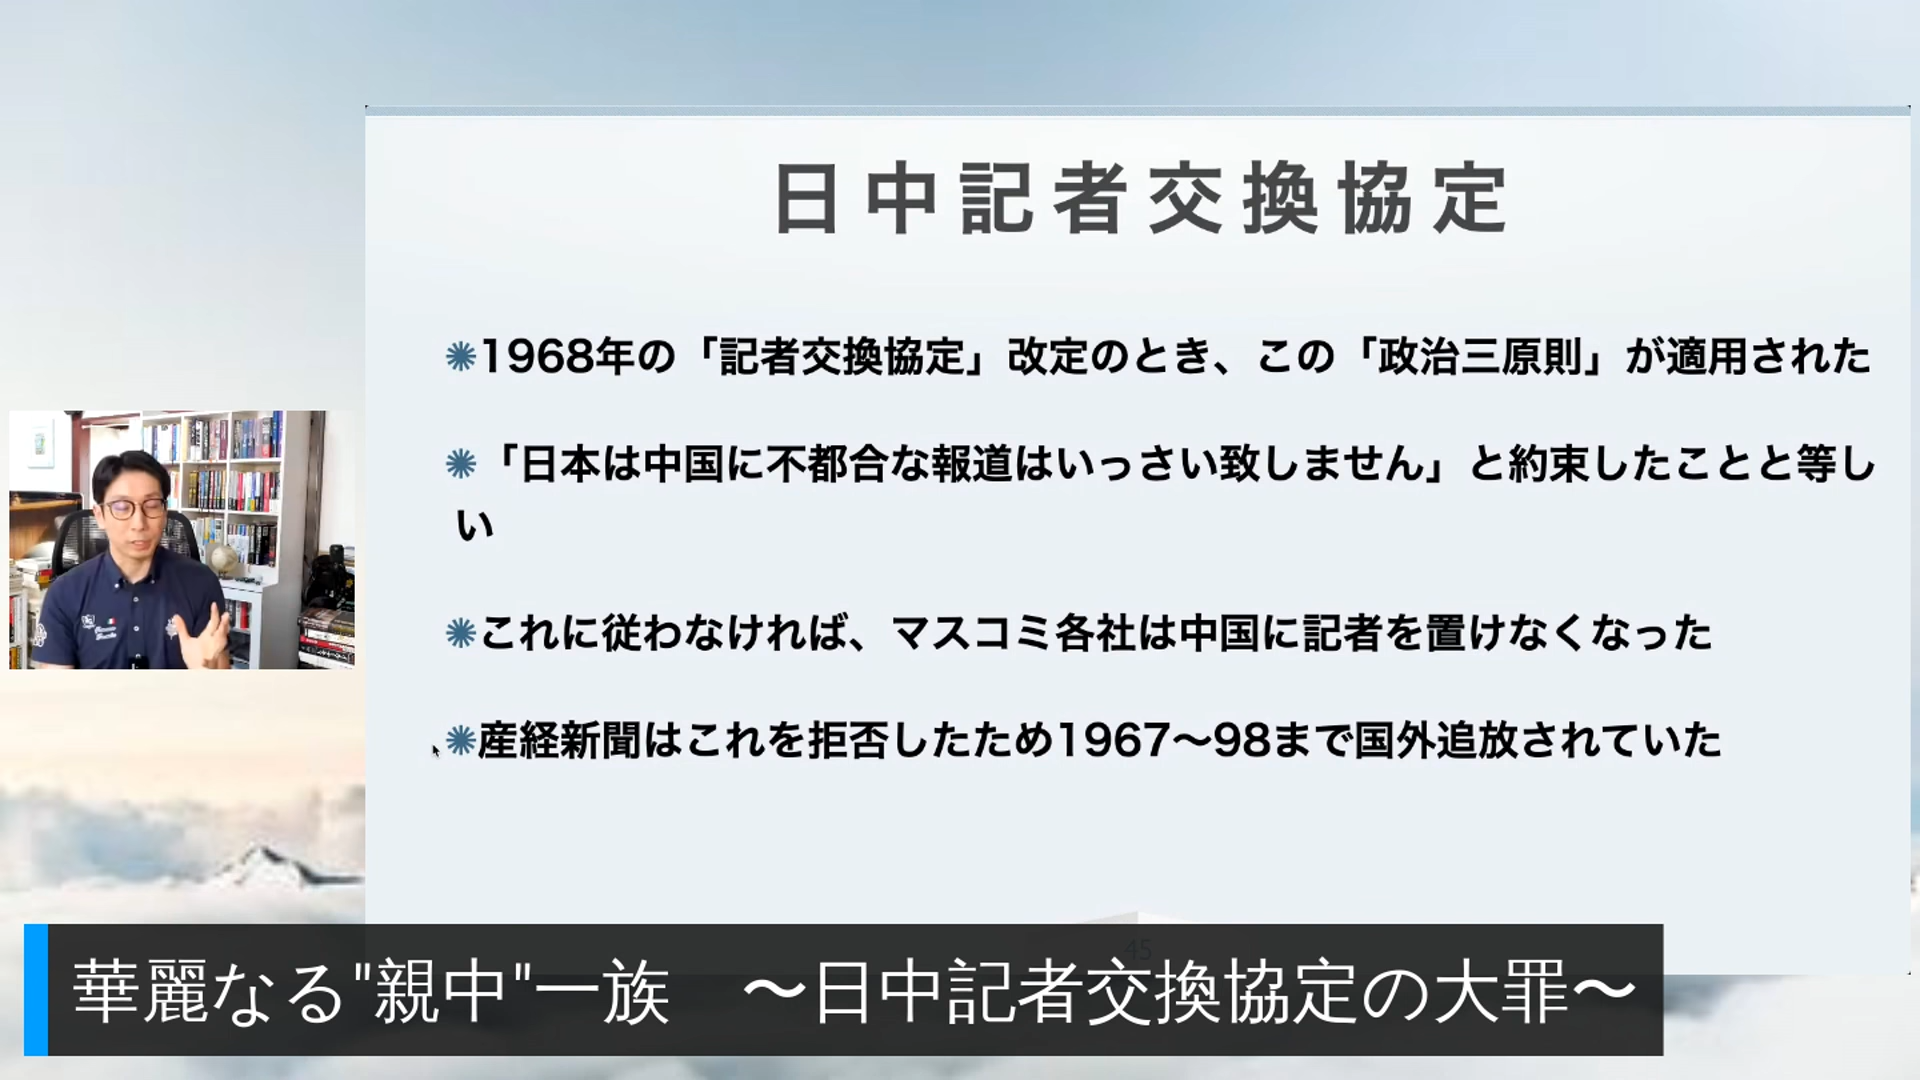 日中記者交換協定
1968年の「記者交換協定」改定のとき、この「政治三原則」が適用された
「日本は中国に不都合な報道はいっさい致しません」と約束したことと等し
い
これに従わなければ、マスコミ各社は中国に記者を置けなくなった
産経新聞はこれを拒否したため1967〜98まで国外追放されていた
45
華麗なる"親中"一族　〜日中記者交換協定の大罪〜